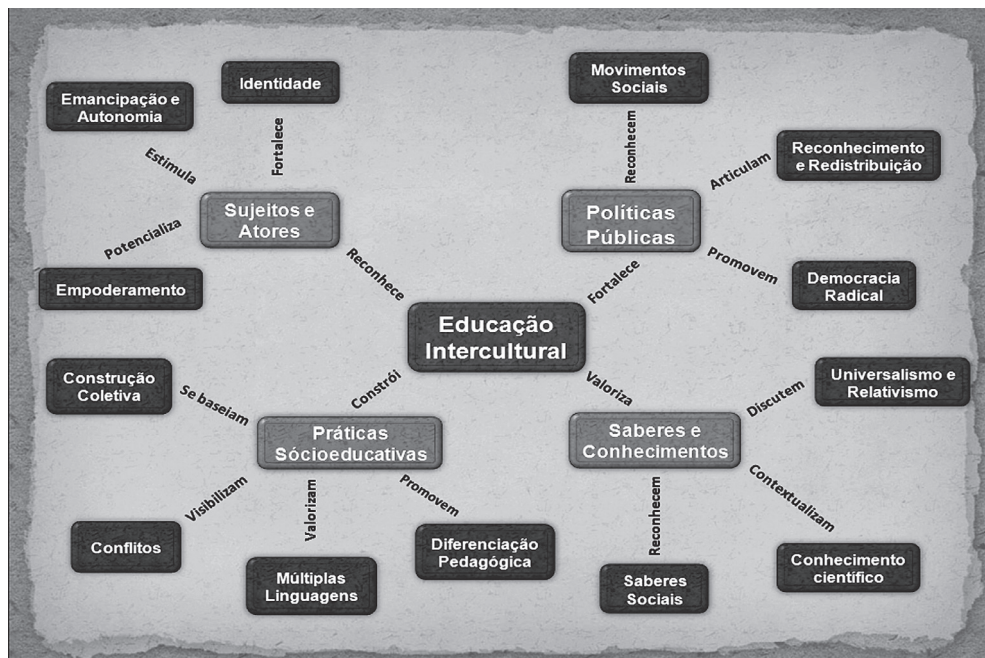 Identidade
Emancipação e
Autonomia
Fortalece
Estimula
Sujeitos e
Atores
Potencializa
Empoderamento
Reconhece
Movimentos
Sociais
Reconhecem
Reconhecimento
e Redistribuição
Articulam
Políticas
Públicas
Promovem
Democracia
Radical
Fortalece
Educação
Intercultural
Constrói
Valoriza
Construção
Coletiva
Se baseiam
Práticas
Sócioeducativas
Visibilizam
Conflitos
Valorizam
Múltiplas
Linguagens
Promovem
Diferenciação
Pedagógica
Universalismo e
Relativismo
Discutem
Saberes e
Conhecimentos
Reconhecem
Saberes
Sociais
Contextualizam
Conhecimento
científico